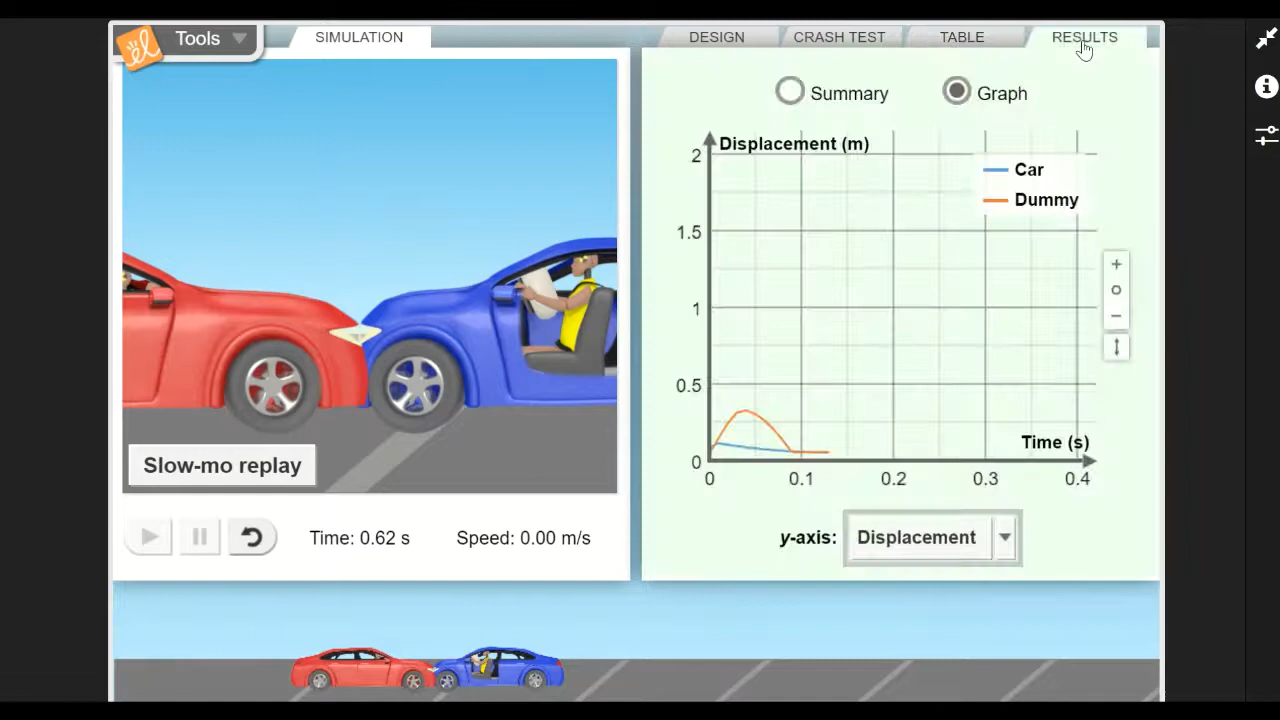 el Tools
SIMULATION
DESIGN
CRASH TEST
TABLE
RESULTS
Summary
Graph
Displacement (m)
Car
Dummy
2
1.5
1
0.5
0
Time (s)
0 0.1 0.2 0.3 0.4
+
o
−
Slow-mo replay
Time: 0.62 s
Speed: 0.00 m/s
y-axis: Displacement